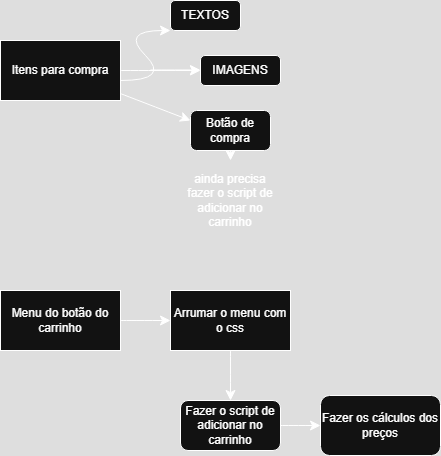 TEXTOS
Itens para compra
IMAGENS
Botão de
compra
ainda precisa
fazer o script de
adicionar no
carrinho
Menu do botão do
carrinho
Arrumar o menu com
o css
Fazer o script de
adicionar no
carrinho
Fazer os cálculos dos
preços